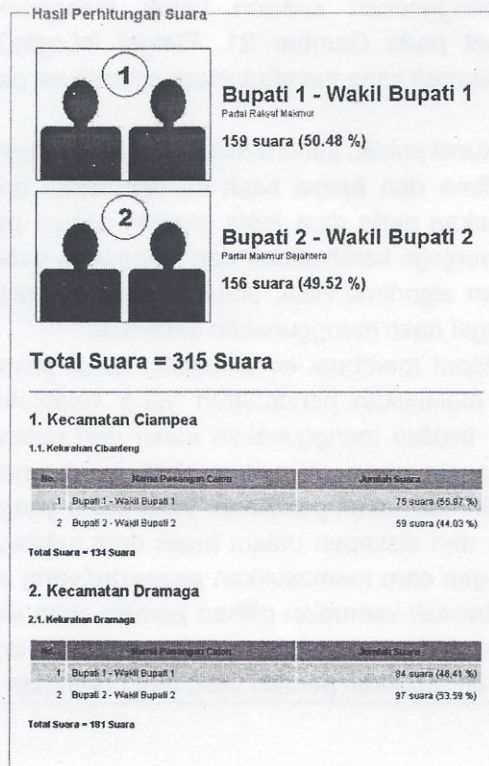 Hasil Perhitungan Suara
1
Bupati 1 - Wakil Bupati 1
Partai Rakyat Makmur
159 suara (50.48 %)
2
Bupati 2 - Wakil Bupati 2
Partai Makmur Sejahtera
156 suara (49.52 %)
Total Suara = 315 Suara
1. Kecamatan Ciampea
1.1. Kelurahan Cibanteng
No. Nama Pasangan Calon Jumlah Suara
1 Bupati 1 - Wakil Bupati 1 75 suara (55.97 %)
2 Bupati 2 - Wakil Bupati 2 59 suara (44.03 %)
Total Suara = 134 Suara
2. Kecamatan Dramaga
2.1. Kelurahan Dramaga
No. Nama Pasangan Calon Jumlah Suara
1 Bupati 1 - Wakil Bupati 1 84 suara (46.41 %)
2 Bupati 2 - Wakil Bupati 2 97 suara (53.59 %)
Total Suara = 181 Suara